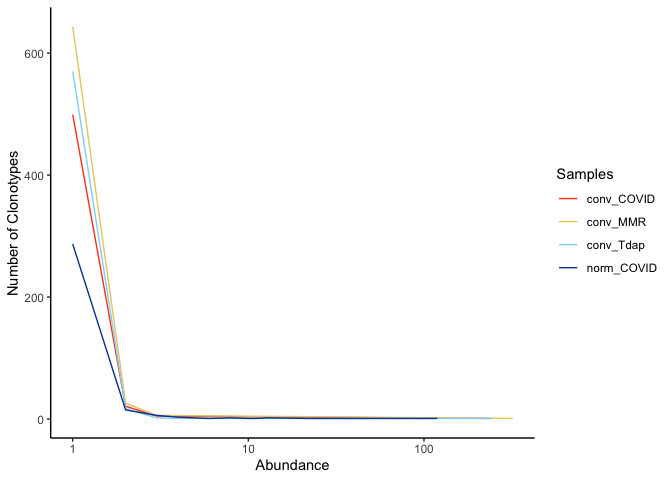 600
400
200
0
Number of Clonotypes
1
10
100
Abundance
Samples
conv_COVID
conv_MMR
conv_Tdap
norm_COVID